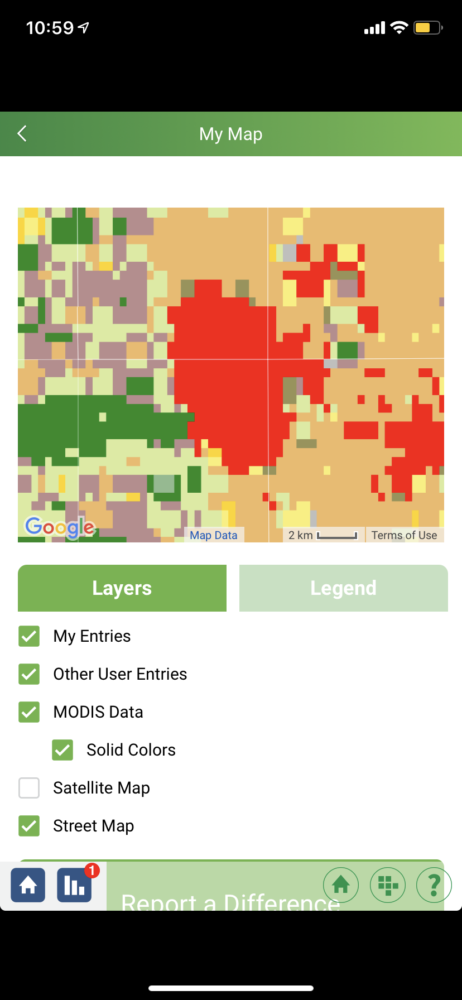 10:59
My Map
Google
Map Data
2 km
Terms of Use
Layers
Legend
My Entries
Other User Entries
MODIS Data
Solid Colors
Satellite Map
Street Map
1
?
Report a Difference